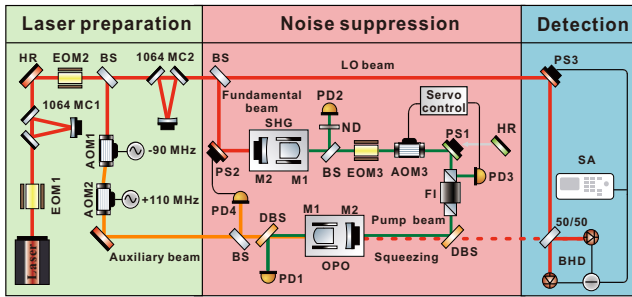 Laser preparation
Noise suppression
Detection
HR
EOM2
BS
1064 MC2
BS
LO beam
PS3
1064 MC1
Fundamental
beam
PD2
Servo
control
SHG
ND
PS1
HR
AOM1
-90 MHz
M2
M1
PS2
BS
EOM3
AOM3
PD3
SA
EOM1
AOM2
+110 MHz
PD4
DBS
FI
M1
M2
Pump beam
50/50
Laser
Auxiliary beam
BS
PD1
OPO
Squeezing
DBS
BHD